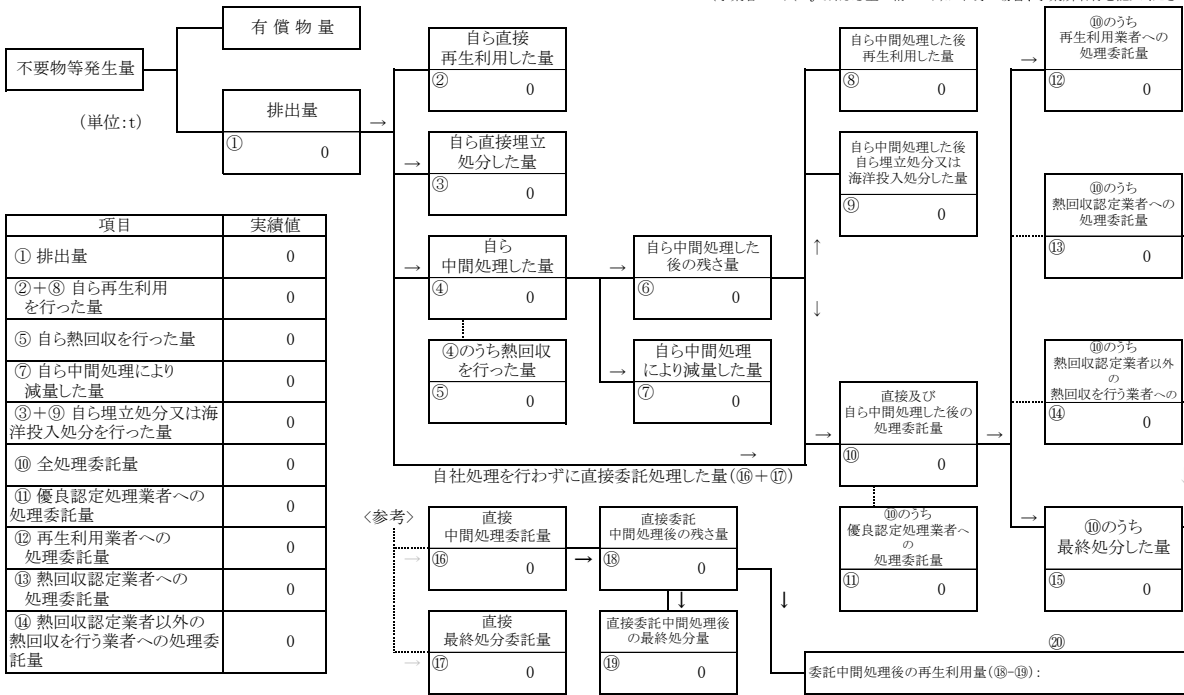 有 償 物 量
不要物等発生量
(単位:t)
排出量
①
0
→
自ら直接
再生利用した量
②
0
→
自ら直接埋立
処分した量
③
0
→
自ら
中間処理した量
④
0
④のうち熱回収
を行った量
⑤
0
→
自ら中間処理した
後の残さ量
⑥
0
→
自ら中間処理
により減量した量
⑦
0
自ら中間処理した後
再生利用した量
⑧
0
自ら中間処理した後
自ら埋立処分又は
海洋投入処分した量
⑨
0
↑
↓
→
直接及び
自ら中間処理した後の
処理委託量
⑩
0
→
⑩のうち
優良認定処理業者へ
の
処理委託量
⑪
0
→
⑩のうち
再生利用業者への
処理委託量
⑫
0
⑩のうち
熱回収認定業者への
処理委託量
⑬
0
⑩のうち
熱回収認定業者以外
の
熱回収を行う業者への
⑭
0
→
⑩のうち
最終処分した量
⑮
0
→
自社処理を行わずに直接委託処理した量(⑯+⑰)
〈参考〉
→
直接
中間処理委託量
⑯
0
→
直接委託
中間処理後の残さ量
⑱
0
↓
↓
→
直接
最終処分委託量
⑰
0
直接委託中間処理後
の最終処分量
⑲
0
⑳
委託中間処理後の再生利用量(⑱-⑲):
項目 実績値
① 排出量 0
②+⑧ 自ら再生利用
を行った量 0
⑤ 自ら熱回収を行った量 0
⑦ 自ら中間処理により
減量した量 0
③+⑨ 自ら埋立処分又は海
洋投入処分を行った量 0
⑩ 全処理委託量 0
⑪ 優良認定処理業者への
処理委託量 0
⑫ 再生利用業者への
処理委託量 0
⑬ 熱回収認定業者への
処理委託量 0
⑭ 熱回収認定業者以外の
熱回収を行う業者への処理委
託量 0